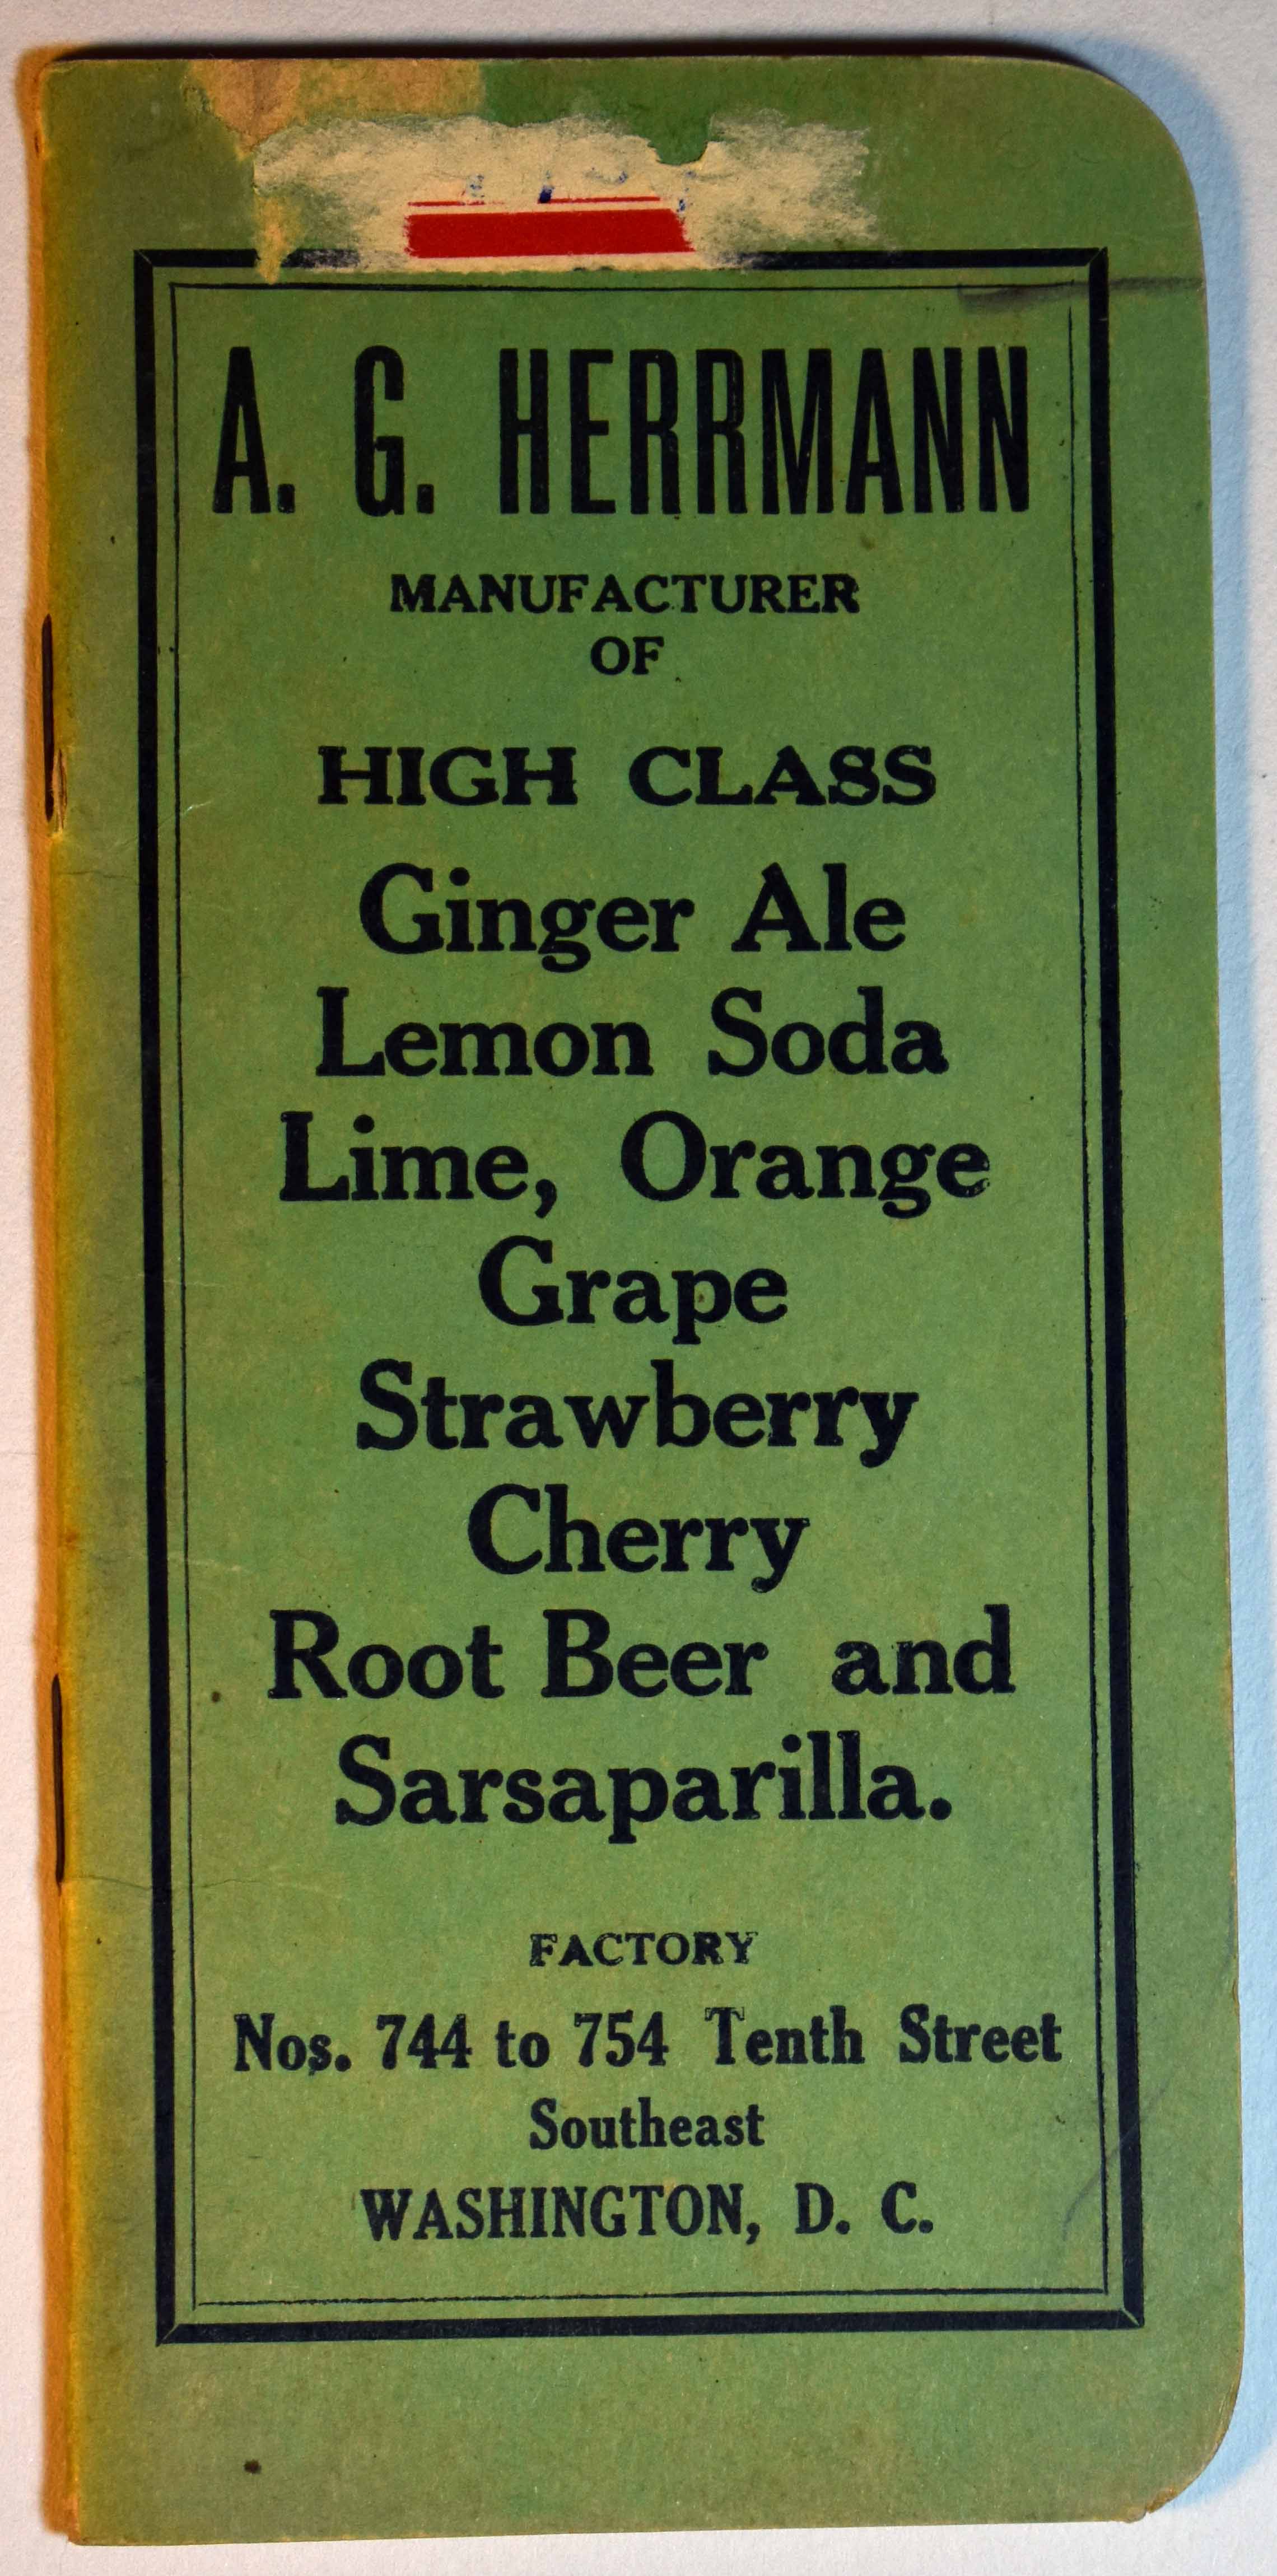 A. G. HERRMANN
MANUFACTURER
OF
HIGH CLASS
Ginger Ale
Lemon Soda
Lime, Orange
Grape
Strawberry
Cherry
Root Beer and
Sarsaparilla.
FACTORY
Nos. 744 to 754 Tenth Street
Southeast
WASHINGTON, D. C.